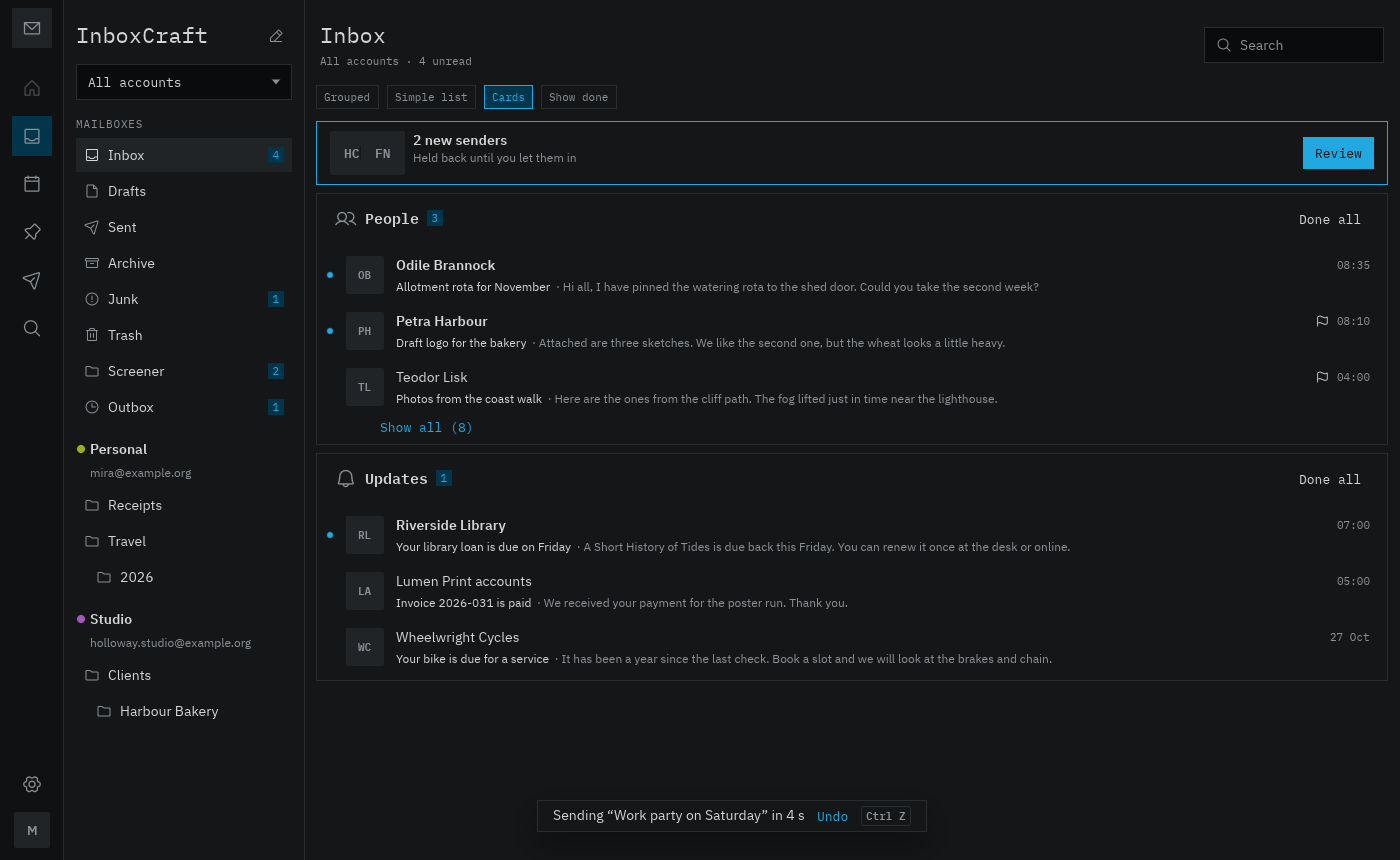 InboxCraft
All accounts
MAILBOXES
Inbox 4
Drafts
Sent
Archive
Junk 1
Trash
Screener 2
Outbox 1
Personal
mira@example.org
Receipts
Travel
2026
Studio
holloway.studio@example.org
Clients
Harbour Bakery
M
Inbox
All accounts · 4 unread
Search
Grouped Simple list Cards Show done
HC FN
2 new senders
Held back until you let them in
Review
People 3
Done all
OB
Odile Brannock 08:35
Allotment rota for November · Hi all, I have pinned the watering rota to the shed door. Could you take the second week?
PH
Petra Harbour 08:10
Draft logo for the bakery · Attached are three sketches. We like the second one, but the wheat looks a little heavy.
TL
Teodor Lisk 04:00
Photos from the coast walk · Here are the ones from the cliff path. The fog lifted just in time near the lighthouse.
Show all (8)
Updates 1
Done all
RL
Riverside Library 07:00
Your library loan is due on Friday · A Short History of Tides is due back this Friday. You can renew it once at the desk or online.
LA
Lumen Print accounts 05:00
Invoice 2026-031 is paid · We received your payment for the poster run. Thank you.
WC
Wheelwright Cycles 27 Oct
Your bike is due for a service · It has been a year since the last check. Book a slot and we will look at the brakes and chain.
Sending “Work party on Saturday” in 4 s Undo Ctrl Z